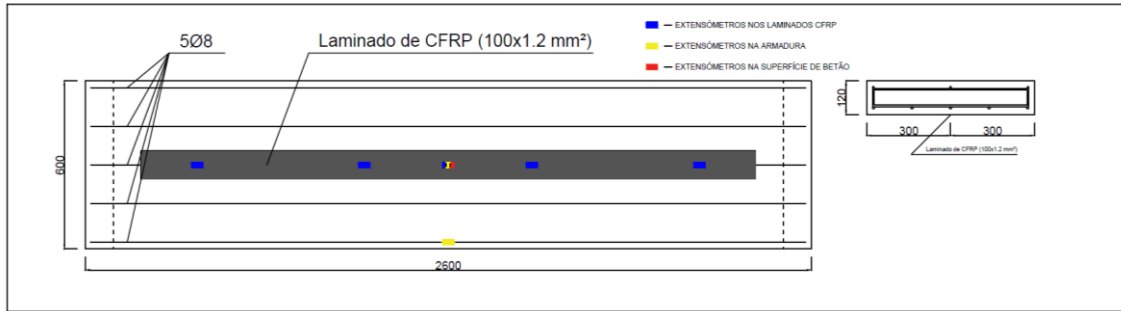 5Ø8
Laminado de CFRP (100x1.2 mm²)
— EXTENSÓMETROS NOS LAMINADOS CFRP
— EXTENSÓMETROS NA ARMADURA
— EXTENSÓMETROS NA SUPERFÍCIE DE BETÃO
600
2600
120
300
300
Laminado de CFRP (100x1.2 mm²)